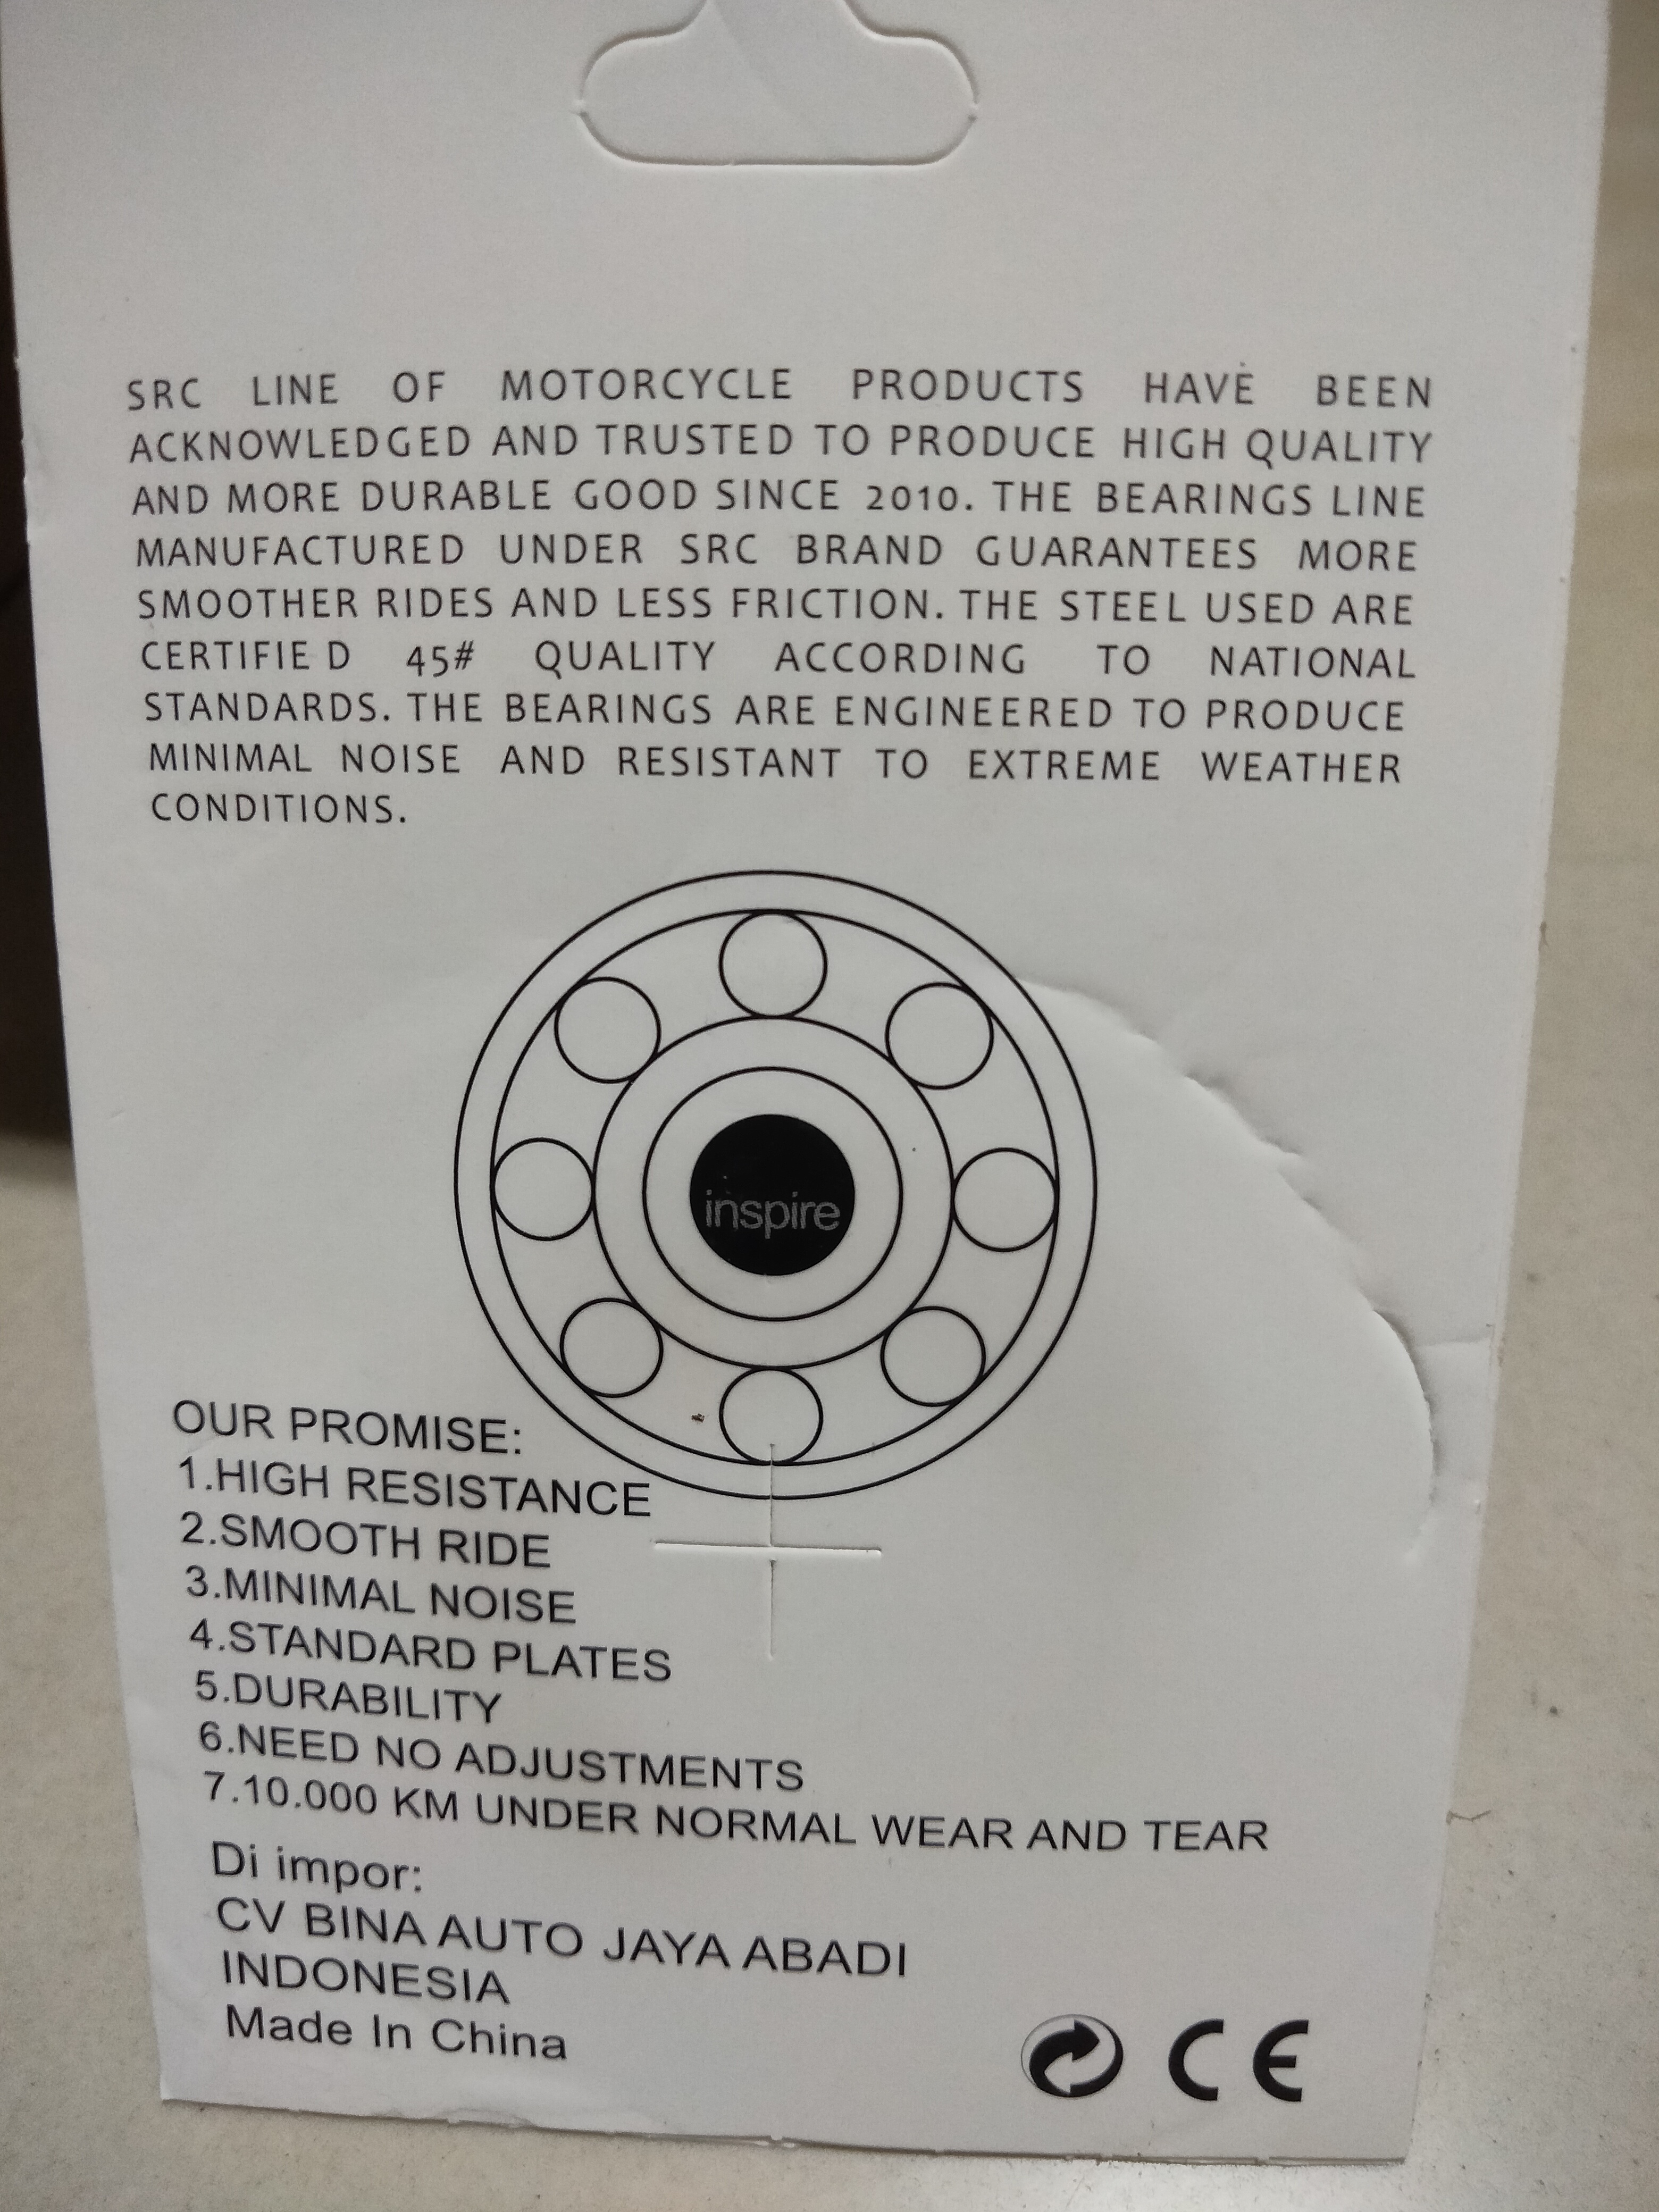 SRC LINE OF MOTORCYCLE PRODUCTS HAVE BEEN
ACKNOWLEDGED AND TRUSTED TO PRODUCE HIGH QUALITY
AND MORE DURABLE GOOD SINCE 2010. THE BEARINGS LINE
MANUFACTURED UNDER SRC BRAND GUARANTEES MORE
SMOOTHER RIDES AND LESS FRICTION. THE STEEL USED ARE
CERTIFIE D 45# QUALITY ACCORDING TO NATIONAL
STANDARDS. THE BEARINGS ARE ENGINEERED TO PRODUCE
MINIMAL NOISE AND RESISTANT TO EXTREME WEATHER
CONDITIONS.
inspire
OUR PROMISE:
1.HIGH RESISTANCE
2.SMOOTH RIDE
3.MINIMAL NOISE
4.STANDARD PLATES
5.DURABILITY
6.NEED NO ADJUSTMENTS
7.10.000 KM UNDER NORMAL WEAR AND TEAR
Di impor:
CV BINA AUTO JAYA ABADI
INDONESIA
Made In China
CE